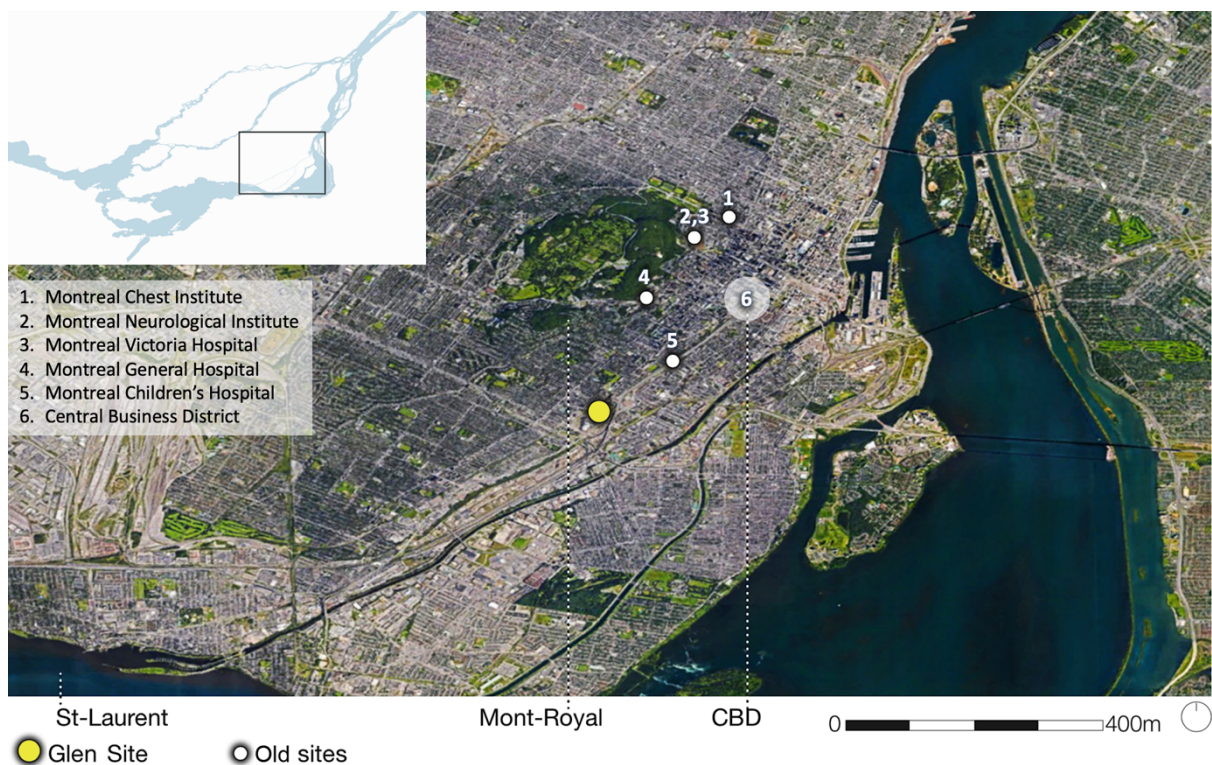 1
2,3
4
6
5
1. Montreal Chest Institute
2. Montreal Neurological Institute
3. Montreal Victoria Hospital
4. Montreal General Hospital
5. Montreal Children's Hospital
6. Central Business District
St-Laurent
Mont-Royal
CBD
0 400m
Glen Site
Old sites